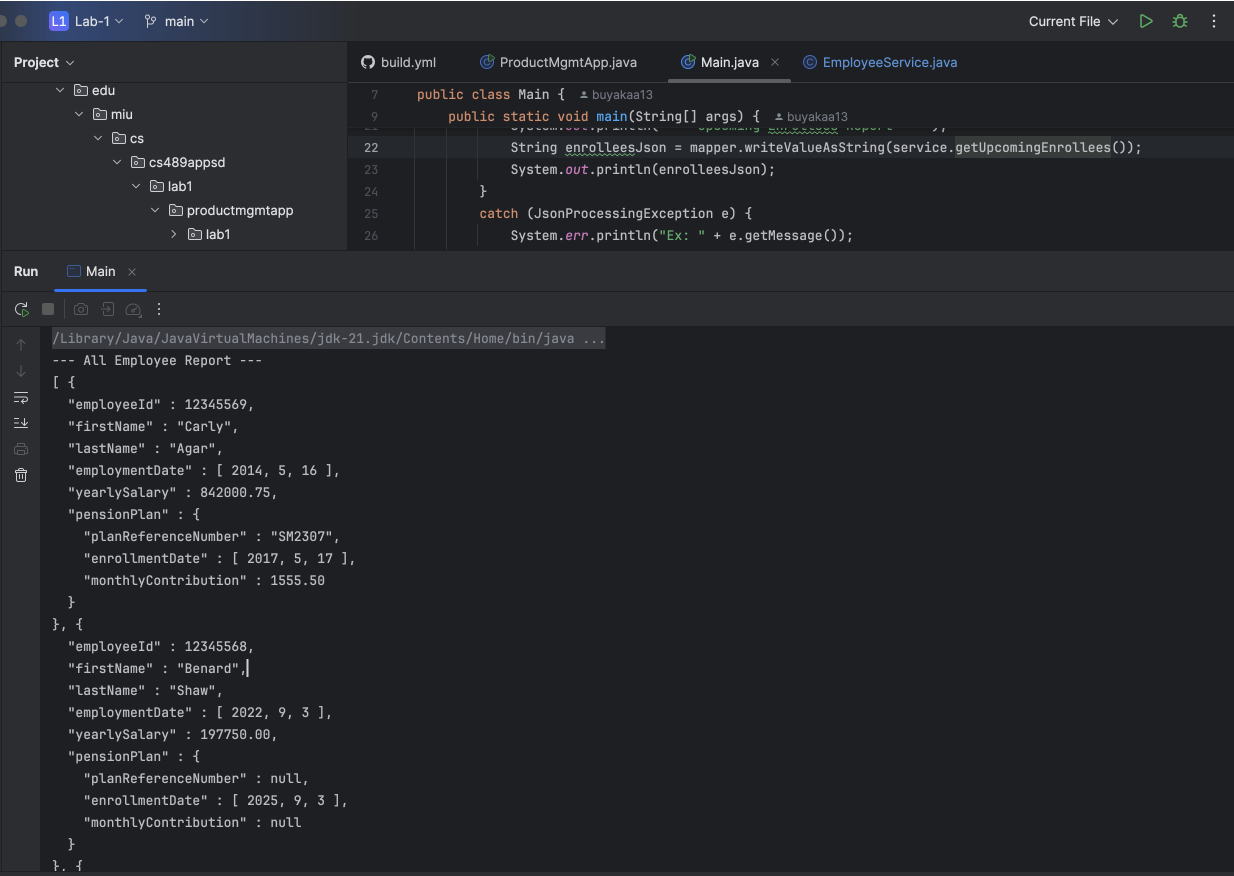 L1 Lab-1 main Current File
Project
build.yml ProductMgmtApp.java Main.java EmployeeService.java
edu
miu
cs
cs489appsd
lab1
productmgmtapp
lab1
7 public class Main { buyakaa13
9 public static void main(String[] args) { buyakaa13
22 String enrolleesJson = mapper.writeValueAsString(service.getUpcomingEnrollees());
23 System.out.println(enrolleesJson);
24 }
25 catch (JsonProcessingException e) {
26 System.err.println("Ex: " + e.getMessage());
Run Main
/Library/Java/JavaVirtualMachines/jdk-21.jdk/Contents/Home/bin/java ...
--- All Employee Report ---
[ {
"employeeId" : 12345569,
"firstName" : "Carly",
"lastName" : "Agar",
"employmentDate" : [ 2014, 5, 16 ],
"yearlySalary" : 842000.75,
"pensionPlan" : {
"planReferenceNumber" : "SM2307",
"enrollmentDate" : [ 2017, 5, 17 ],
"monthlyContribution" : 1555.50
}
}, {
"employeeId" : 12345568,
"firstName" : "Benard",
"lastName" : "Shaw",
"employmentDate" : [ 2022, 9, 3 ],
"yearlySalary" : 197750.00,
"pensionPlan" : {
"planReferenceNumber" : null,
"enrollmentDate" : [ 2025, 9, 3 ],
"monthlyContribution" : null
}
}, {